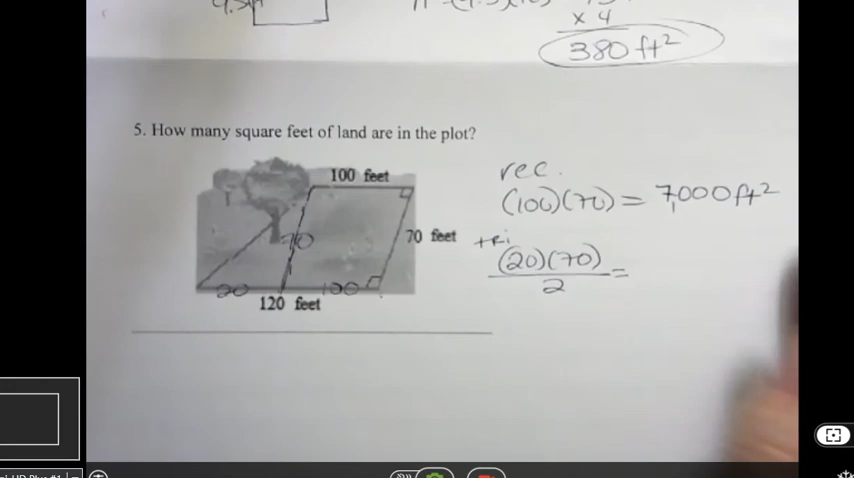 x 4
380 ft²
5. How many square feet of land are in the plot?
100 feet
rec.
(100)(70) = 7,000 ft²
70
70 feet
tri
(20)(70)
2
=
20
100
120 feet